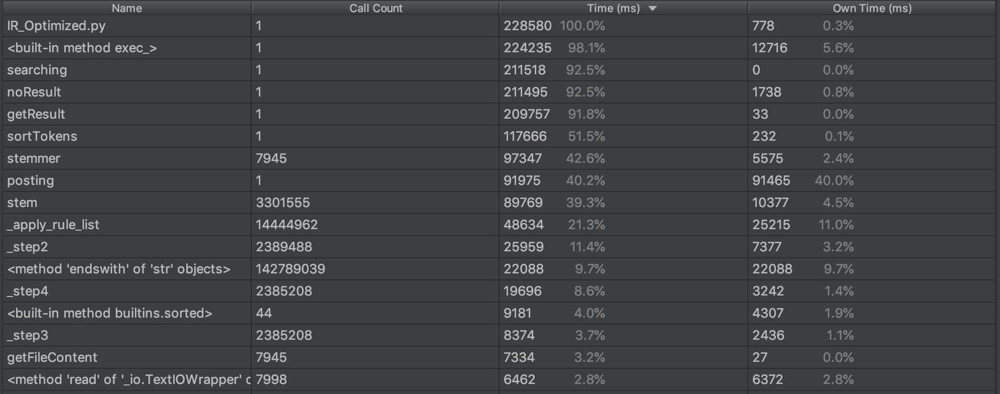 Name Call Count Time (ms) Own Time (ms)
IR_Optimized.py 1 228580 100.0% 778 0.3%
<built-in method exec_> 1 224235 98.1% 12716 5.6%
searching 1 211518 92.5% 0 0.0%
noResult 1 211495 92.5% 1738 0.8%
getResult 1 209757 91.8% 33 0.0%
sortTokens 1 117666 51.5% 232 0.1%
stemmer 7945 97347 42.6% 5575 2.4%
posting 1 91975 40.2% 91465 40.0%
stem 3301555 89769 39.3% 10377 4.5%
_apply_rule_list 14444962 48634 21.3% 25215 11.0%
_step2 2389488 25959 11.4% 7377 3.2%
<method 'endswith' of 'str' objects> 142789039 22088 9.7% 22088 9.7%
_step4 2385208 19696 8.6% 3242 1.4%
<built-in method builtins.sorted> 44 9181 4.0% 4307 1.9%
_step3 2385208 8374 3.7% 2436 1.1%
getFileContent 7945 7334 3.2% 27 0.0%
<method 'read' of '_io.TextIOWrapper' 7998 6462 2.8% 6372 2.8%